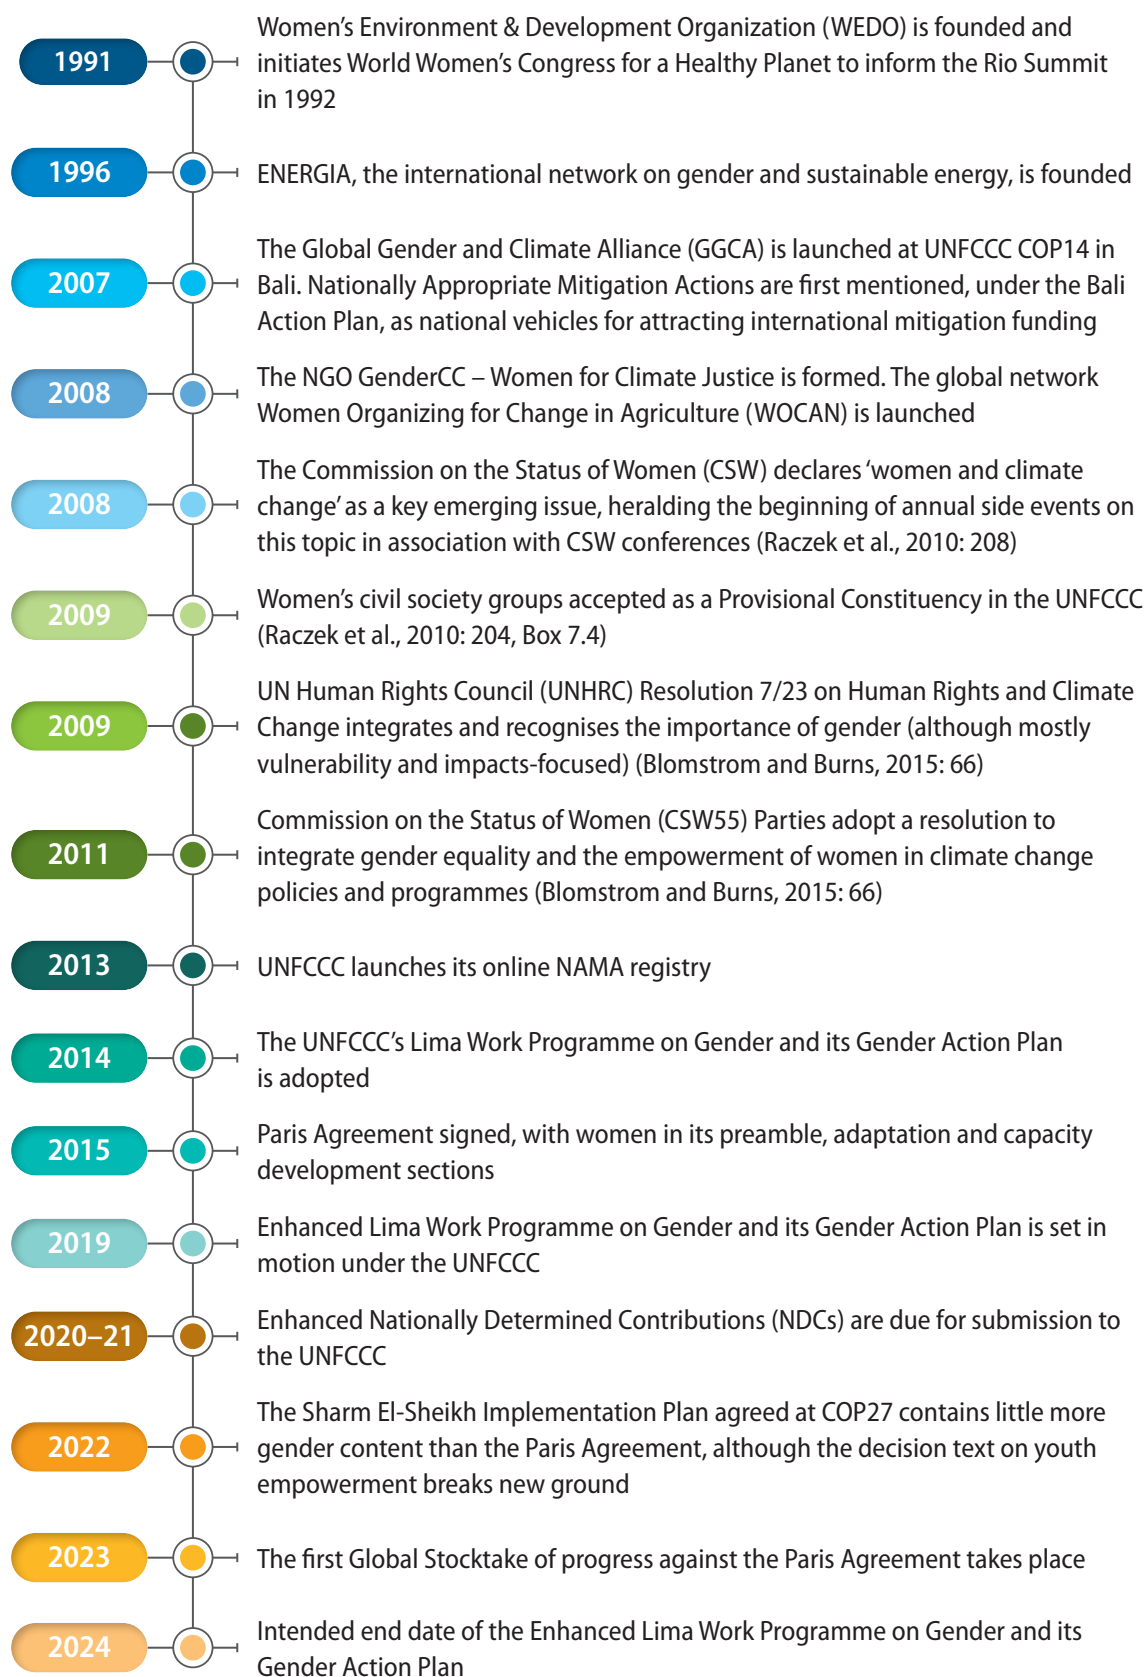 1991
Women’s Environment & Development Organization (WEDO) is founded and
initiates World Women’s Congress for a Healthy Planet to inform the Rio Summit
in 1992
1996
ENERGIA, the international network on gender and sustainable energy, is founded
2007
The Global Gender and Climate Alliance (GGCA) is launched at UNFCCC COP14 in
Bali. Nationally Appropriate Mitigation Actions are first mentioned, under the Bali
Action Plan, as national vehicles for attracting international mitigation funding
2008
The NGO GenderCC – Women for Climate Justice is formed. The global network
Women Organizing for Change in Agriculture (WOCAN) is launched
2008
The Commission on the Status of Women (CSW) declares ‘women and climate
change’ as a key emerging issue, heralding the beginning of annual side events on
this topic in association with CSW conferences (Raczek et al., 2010: 208)
2009
Women’s civil society groups accepted as a Provisional Constituency in the UNFCCC
(Raczek et al., 2010: 204, Box 7.4)
2009
UN Human Rights Council (UNHRC) Resolution 7/23 on Human Rights and Climate
Change integrates and recognises the importance of gender (although mostly
vulnerability and impacts-focused) (Blomstrom and Burns, 2015: 66)
2011
Commission on the Status of Women (CSW55) Parties adopt a resolution to
integrate gender equality and the empowerment of women in climate change
policies and programmes (Blomstrom and Burns, 2015: 66)
2013
UNFCCC launches its online NAMA registry
2014
The UNFCCC’s Lima Work Programme on Gender and its Gender Action Plan
is adopted
2015
Paris Agreement signed, with women in its preamble, adaptation and capacity
development sections
2019
Enhanced Lima Work Programme on Gender and its Gender Action Plan is set in
motion under the UNFCCC
2020–21
Enhanced Nationally Determined Contributions (NDCs) are due for submission to
the UNFCCC
2022
The Sharm El-Sheikh Implementation Plan agreed at COP27 contains little more
gender content than the Paris Agreement, although the decision text on youth
empowerment breaks new ground
2023
The first Global Stocktake of progress against the Paris Agreement takes place
2024
Intended end date of the Enhanced Lima Work Programme on Gender and its
Gender Action Plan